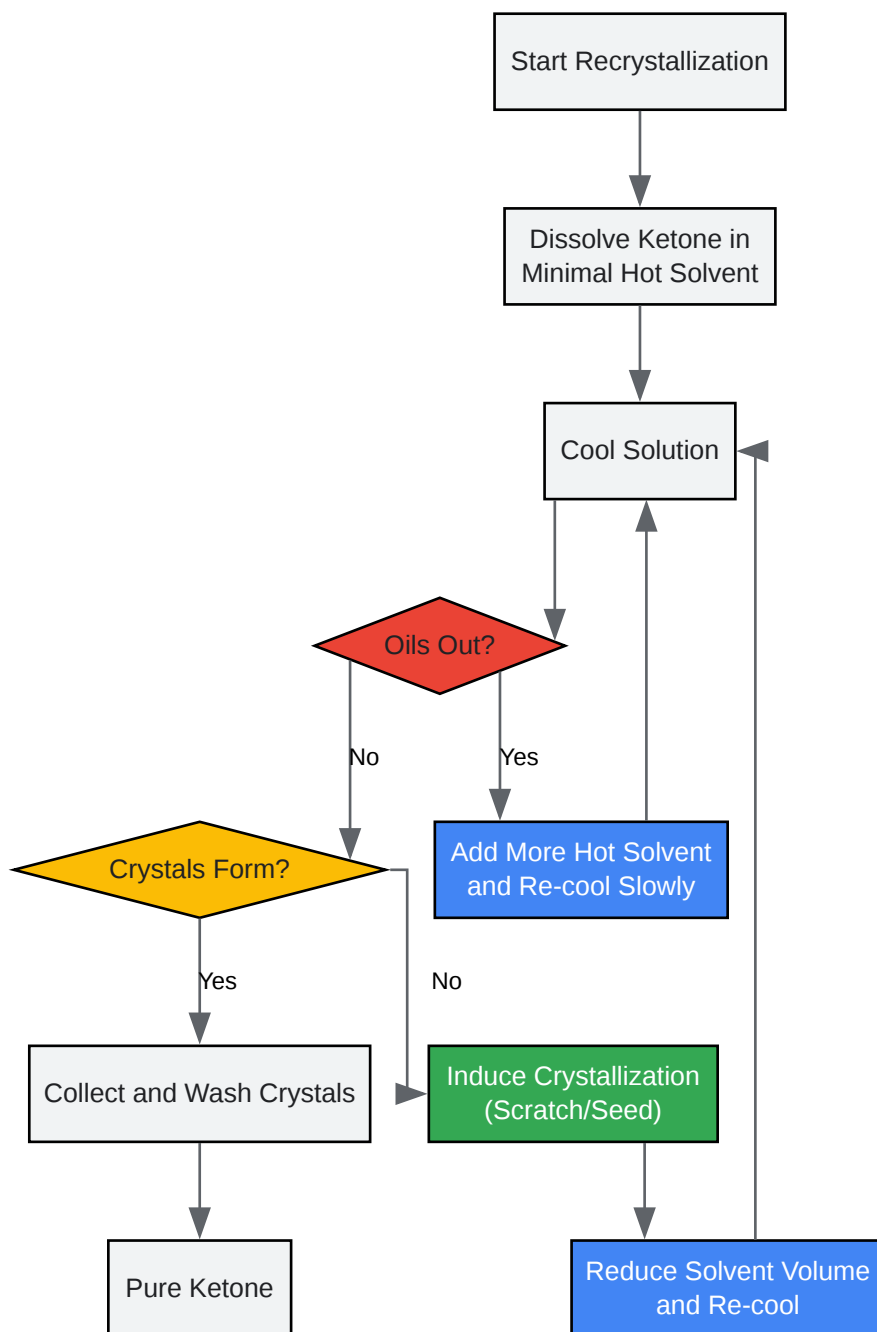 Start Recrystallization
Dissolve Ketone in
Minimal Hot Solvent
Cool Solution
Oils Out?
No
Yes
Crystals Form?
Add More Hot Solvent
and Re-cool Slowly
Yes
No
Collect and Wash Crystals
Induce Crystallization
(Scratch/Seed)
Pure Ketone
Reduce Solvent Volume
and Re-cool